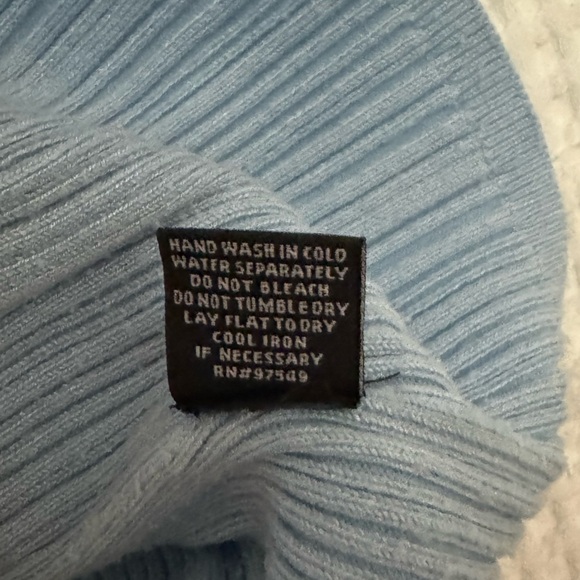 HAND WASH IN COLD
WATER SEPARATELY
DO NOT BLEACH
DO NOT TUMBLE DRY
LAY FLAT TO DRY
COOL IRON
IF NECESSARY
RN#97549